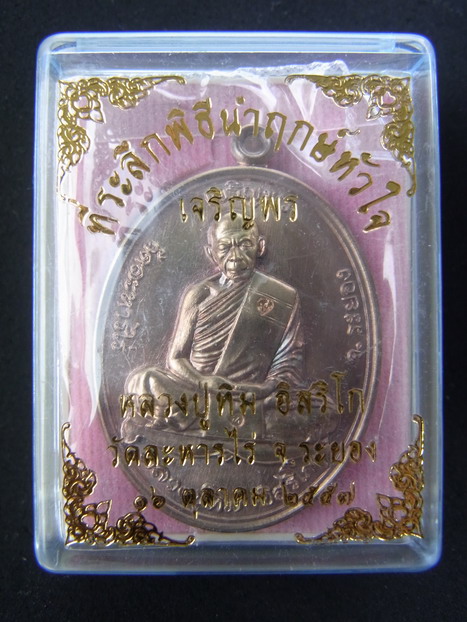 ที่ระลึกพิธีนำฤกษ์หัวใจ
เจริญพร
หลวงปู่ทิม อิสริโก
วัดละหารไร่ จ.ระยอง
๑๖ ตุลาคม ๒๕๕๗